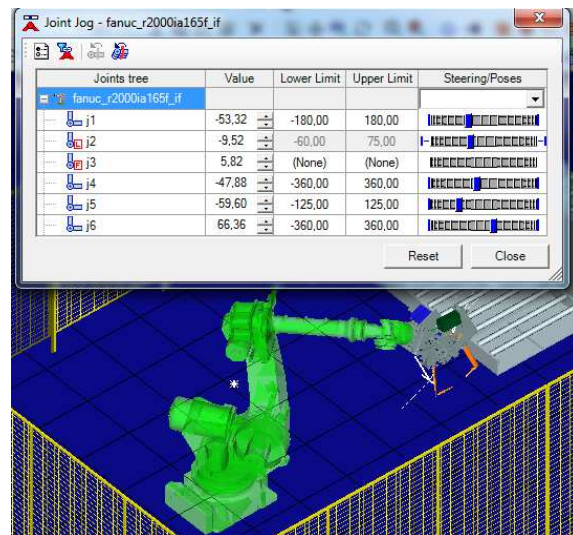 Joint Jog - fanuc_r2000ia165f_if
Joints tree Value Lower Limit Upper Limit Steering/Poses
fanuc_r2000ia165f_if
j1 -53,32 -180,00 180,00
L j2 -9,52 -60,00 75,00
F j3 5,82 (None) (None)
j4 -47,88 -360,00 360,00
j5 -59,60 -125,00 125,00
j6 66,36 -360,00 360,00
Reset Close